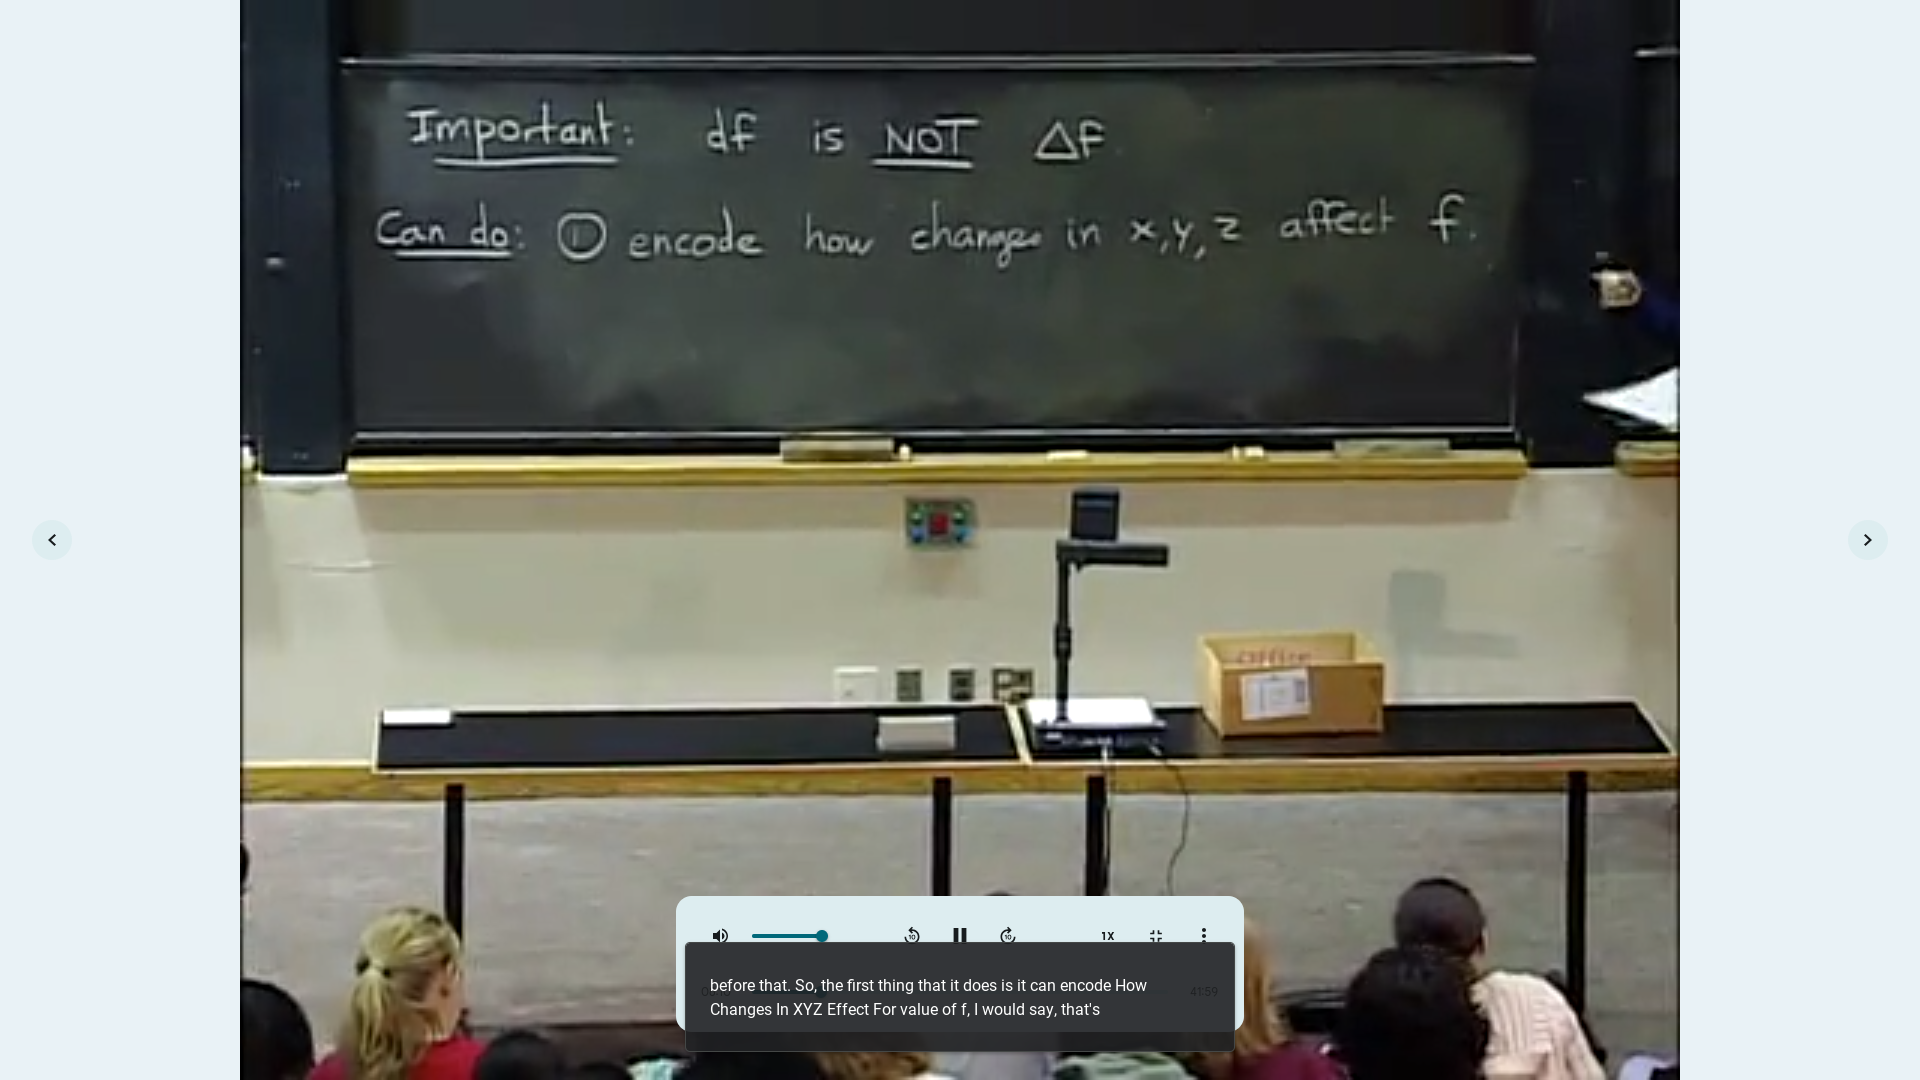 Important: df is NOT Δf
Can do: ① encode how changes in x,y,z affect f.
Office
1X
41:59
before that. So, the first thing that it does is it can encode How
Changes In XYZ Effect For value of f, I would say, that's